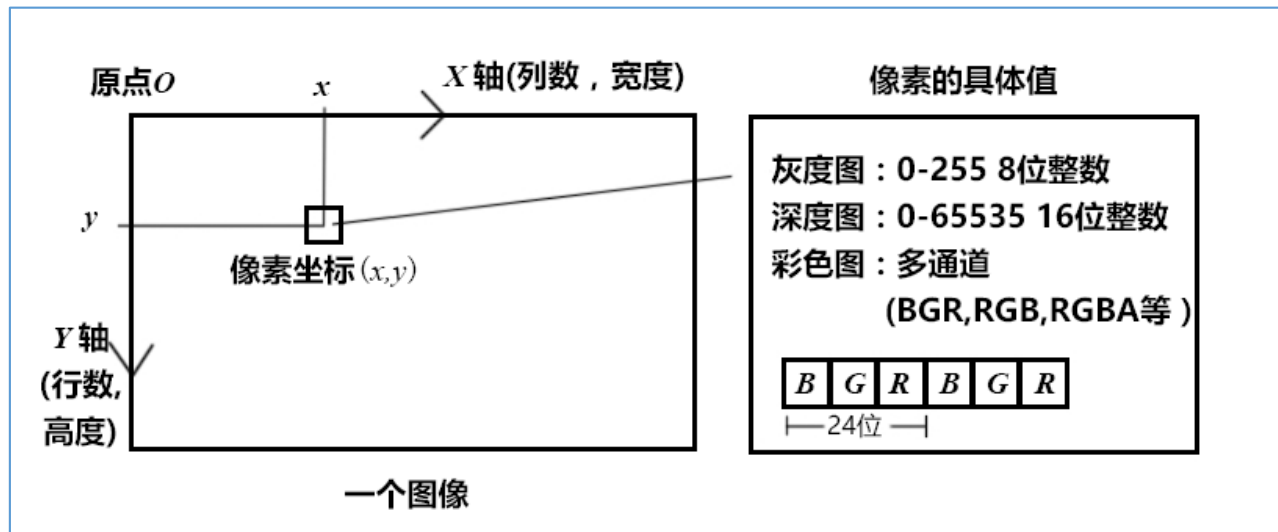 原点O
x
X 轴(列数，宽度)
y
像素坐标(x,y)
Y 轴
(行数,
高度)
一个图像
像素的具体值
灰度图：0-255 8位整数
深度图：0-65535 16位整数
彩色图：多通道
(BGR,RGB,RGBA等 )
B G R B G R
24位